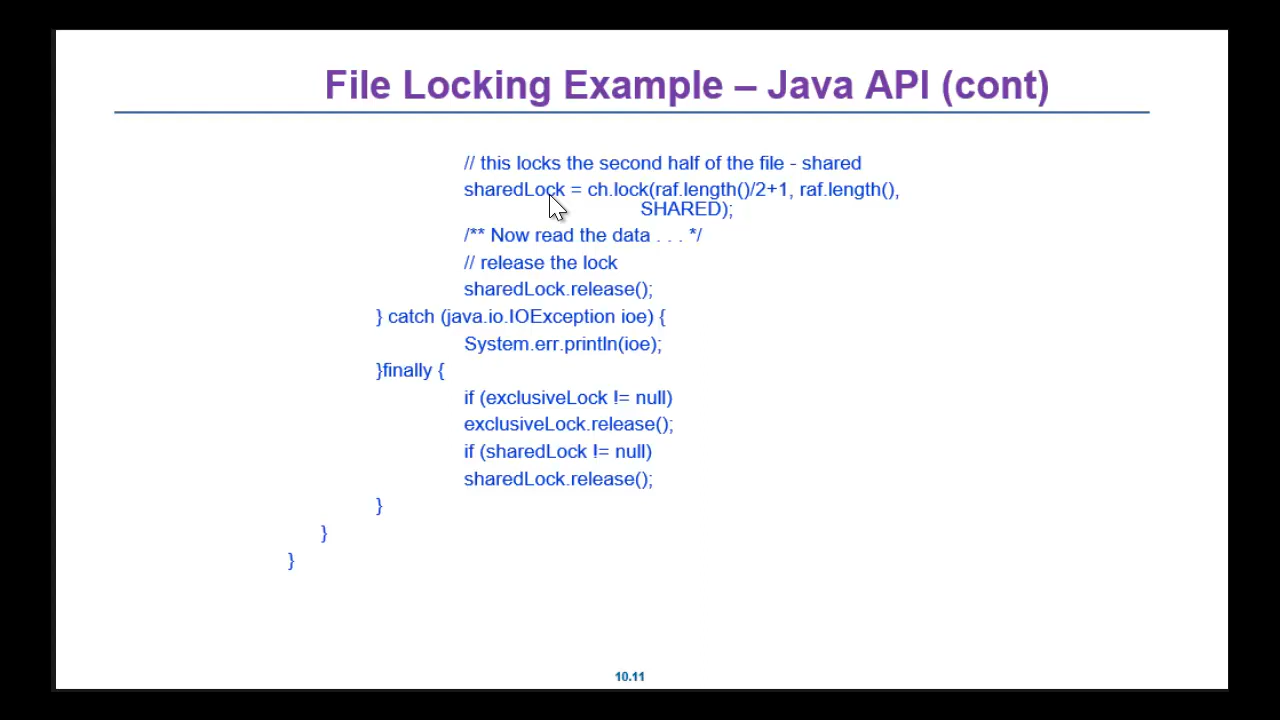 File Locking Example – Java API (cont)
// this locks the second half of the file - shared
sharedLock = ch.lock(raf.length()/2+1, raf.length(),
SHARED);
/** Now read the data . . . */
// release the lock
sharedLock.release();
} catch (java.io.IOException ioe) {
System.err.println(ioe);
}finally {
if (exclusiveLock != null)
exclusiveLock.release();
if (sharedLock != null)
sharedLock.release();
}
}
}
10.11